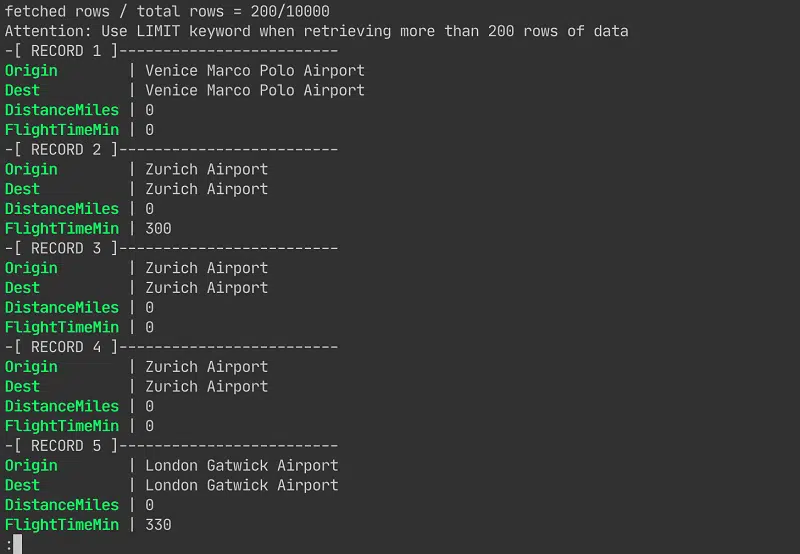 fetched rows / total rows = 200/10000
Attention: Use LIMIT keyword when retrieving more than 200 rows of data
-[ RECORD 1 ]-------------------------
Origin        | Venice Marco Polo Airport
Dest          | Venice Marco Polo Airport
DistanceMiles | 0
FlightTimeMin | 0
-[ RECORD 2 ]-------------------------
Origin        | Zurich Airport
Dest          | Zurich Airport
DistanceMiles | 0
FlightTimeMin | 300
-[ RECORD 3 ]-------------------------
Origin        | Zurich Airport
Dest          | Zurich Airport
DistanceMiles | 0
FlightTimeMin | 0
-[ RECORD 4 ]-------------------------
Origin        | Zurich Airport
Dest          | Zurich Airport
DistanceMiles | 0
FlightTimeMin | 0
-[ RECORD 5 ]-------------------------
Origin        | London Gatwick Airport
Dest          | London Gatwick Airport
DistanceMiles | 0
FlightTimeMin | 330
: